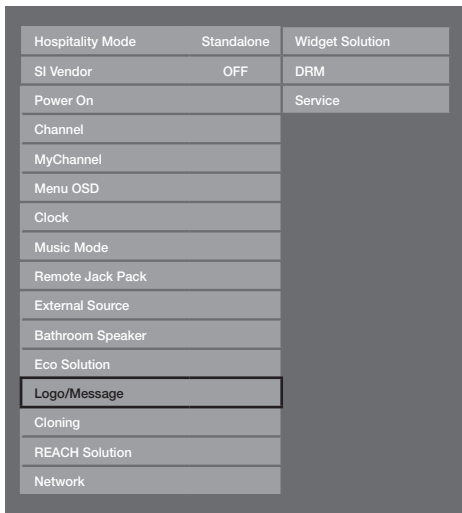 Hospitality Mode Standalone
SI Vendor OFF
Power On
Channel
MyChannel
Menu OSD
Clock
Music Mode
Remote Jack Pack
External Source
Bathroom Speaker
Eco Solution
Logo/Message
Cloning
REACH Solution
Network
Widget Solution
DRM
Service